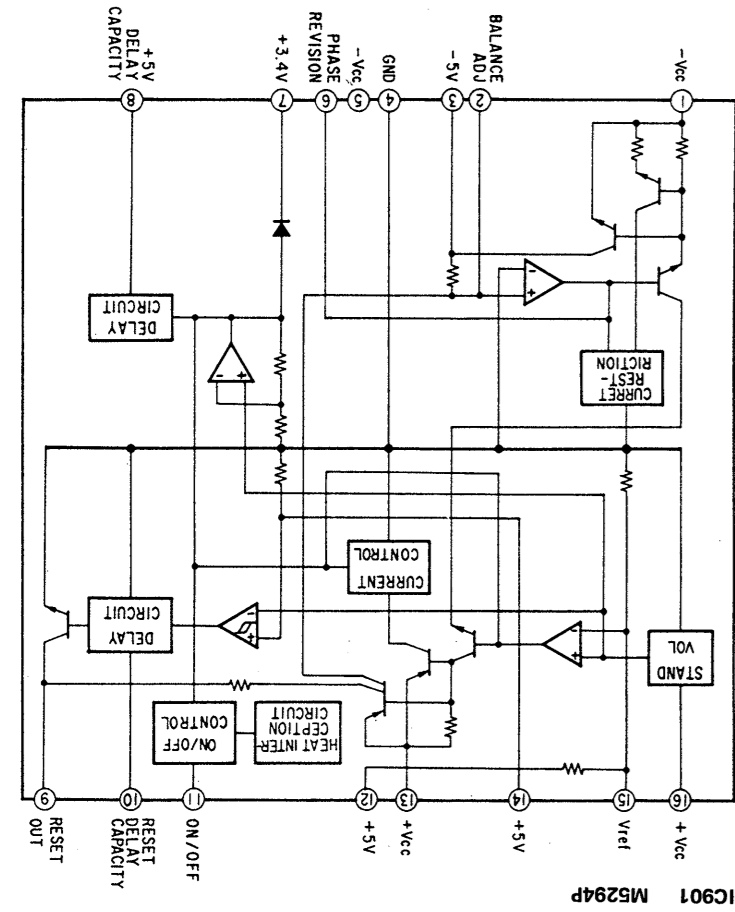 IC901 M5294P
+5V
DELAY
CAPACITY
8
+3.4V
7
PHASE
REVISION
6
-Vcc
5
GND
4
-5V
3
BALANCE
ADJ
2
-Vcc
1
DELAY
CIRCUIT
- +
- +
CURRET
REST-
RICTION
CURRENT
CONTROL
DELAY
CIRCUIT
- +
- +
STAND
VOL
ON/OFF
CONTROL
HEAT INTER
CEPTION
CIRCUIT
9
RESET
OUT
10
RESET
DELAY
CAPACITY
11
ON/OFF
12
+5V
13
+Vcc
14
+5V
15
Vref
16
+Vcc